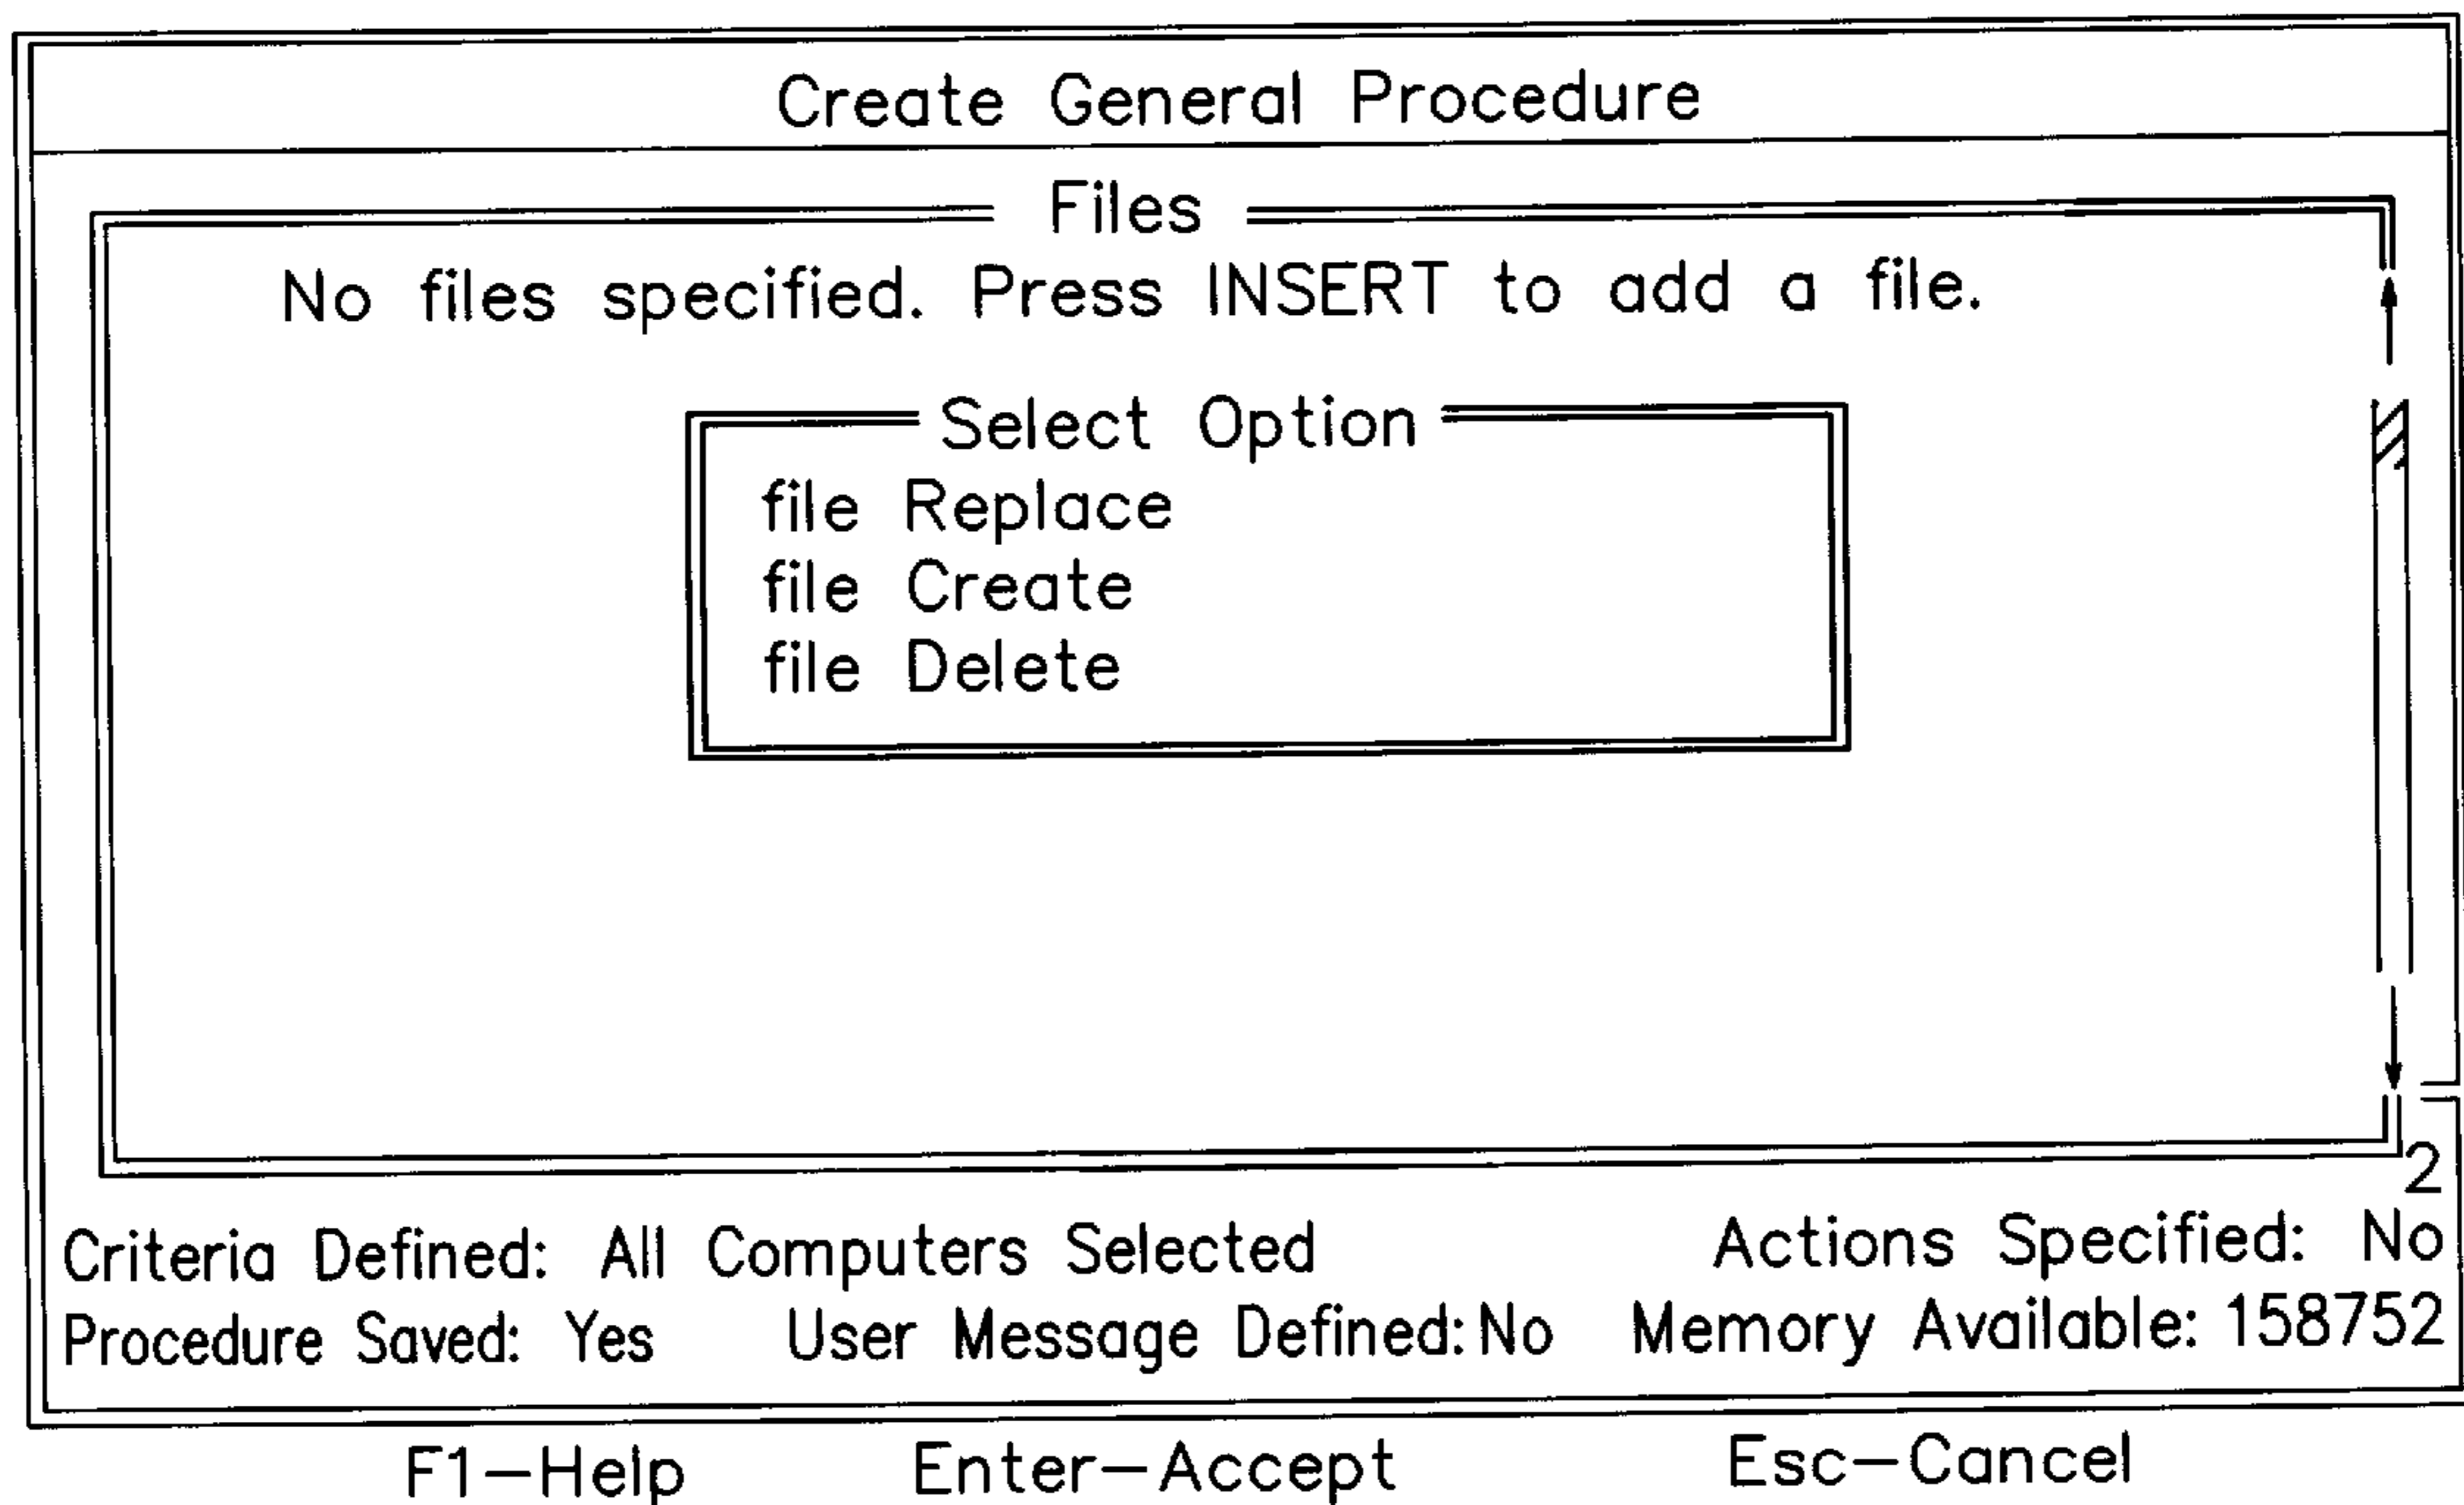 Create General Procedure
Files
No files specified. Press INSERT to add a file.
Select Option
file Replace
file Create
file Delete
2
Criteria Defined: All Computers Selected Actions Specified: No
Procedure Saved: Yes User Message Defined: No Memory Available: 158752
F1-Help Enter-Accept Esc-Cancel